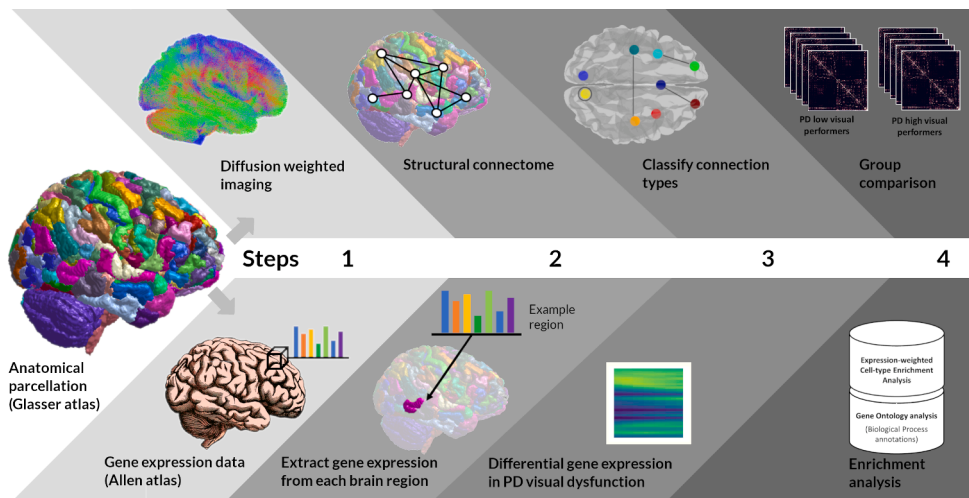 Diffusion weighted
imaging
Structural connectome
Classify connection
types
PD low visual
performers
PD high visual
performers
Group
comparison
Steps 1 2 3 4
Anatomical
parcellation
(Glasser atlas)
Gene expression data
(Allen atlas)
Example
region
Extract gene expression
from each brain region
Differential gene expression
in PD visual dysfunction
Expression-weighted
Cell-type Enrichment
Analysis
Gene Ontology analysis
(Biological Process
annotations)
Enrichment
analysis